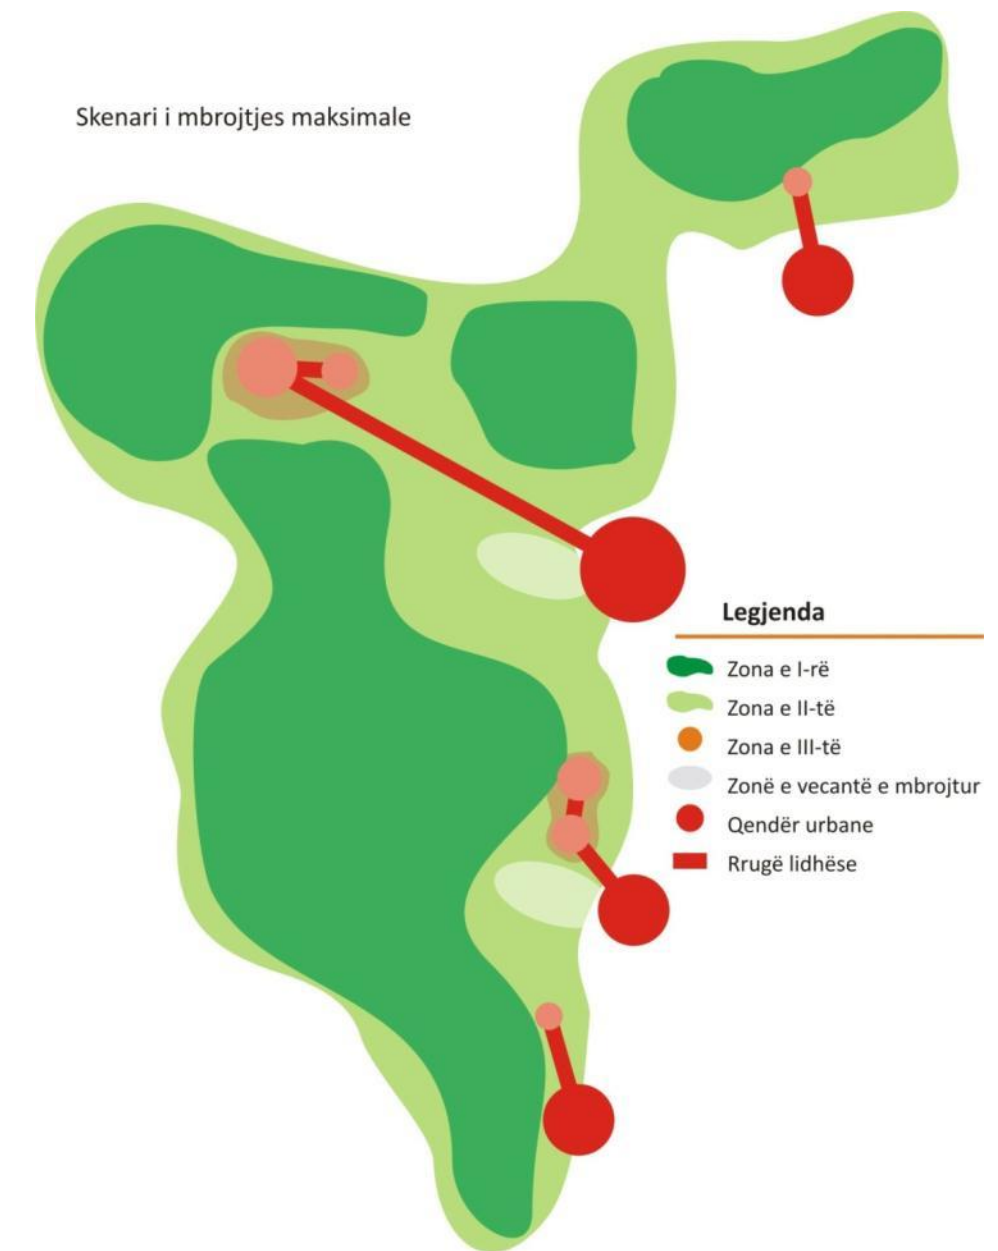 Skenari i mbrojtjes maksimale
Legjenda
Zona e I-rë
Zona e II-të
Zona e III-të
Zonë e vecantë e mbrojtur
Qendër urbane
Rrugë lidhëse